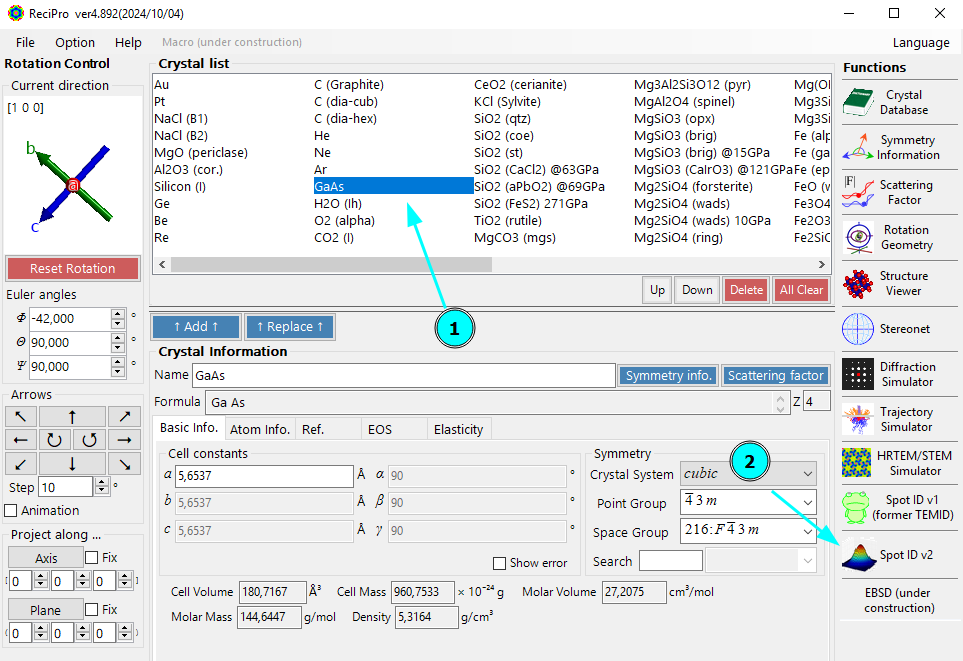 ReciPro ver4.892(2024/10/04)
File Option Help Macro (under construction) Language
Rotation Control
Current direction
[1 0 0]
b
a
c
Reset Rotation
Euler angles
Φ -42,000 °
Θ 90,000 °
Ψ 90,000 °
Arrows
Step 10 °
Animation
Project along ...
Axis Fix
[ 0 0 0 ]
Plane Fix
( 0 0 0 )
Crystal list
Au C (Graphite) CeO2 (cerianite) Mg3Al2Si3O12 (pyr) Mg(OH
Pt C (dia-cub) KCl (Sylvite) MgAl2O4 (spinel) Mg3Si
NaCl (B1) C (dia-hex) SiO2 (qtz) MgSiO3 (opx) Mg3Si
NaCl (B2) He SiO2 (coe) MgSiO3 (brig) Fe (alp
MgO (periclase) Ne SiO2 (st) MgSiO3 (brig) @15GPa Fe (ga
Al2O3 (cor.) Ar SiO2 (CaCl2) @63GPa MgSiO3 (CaIrO3) @121GPa Fe (ep
Silicon (I) GaAs SiO2 (aPbO2) @69GPa Mg2SiO4 (forsterite) FeO (w
Ge H2O (Ih) SiO2 (FeS2) 271GPa Mg2SiO4 (wads) Fe3O4
Be O2 (alpha) TiO2 (rutile) Mg2SiO4 (wads) 10GPa Fe2O3
Re CO2 (I) MgCO3 (mgs) Mg2SiO4 (ring) Fe2Si
Up Down Delete All Clear
↑ Add ↑ ↑ Replace ↑
1
Crystal Information
Name GaAs Symmetry info. Scattering factor
Formula Ga As Z 4
Basic Info. Atom Info. Ref. EOS Elasticity
Cell constants
a 5,6537 Å α 90 °
b 5,6537 Å β 90 °
c 5,6537 Å γ 90 °
Show error
Symmetry
2
Crystal System cubic
Point Group 4̅ 3 m
Space Group 216: F 4̅ 3 m
Search
Cell Volume 180,7167 Å³ Cell Mass 960,7533 × 10⁻²⁴ g Molar Volume 27,2075 cm³/mol
Molar Mass 144,6447 g/mol Density 5,3164 g/cm³
Functions
Crystal
Database
Symmetry
Information
|F|
Scattering
Factor
Rotation
Geometry
Structure
Viewer
Stereonet
Diffraction
Simulator
Trajectory
Simulator
HRTEM/STEM
Simulator
Spot ID v1
(former TEMID)
Spot ID v2
EBSD (under
construction)